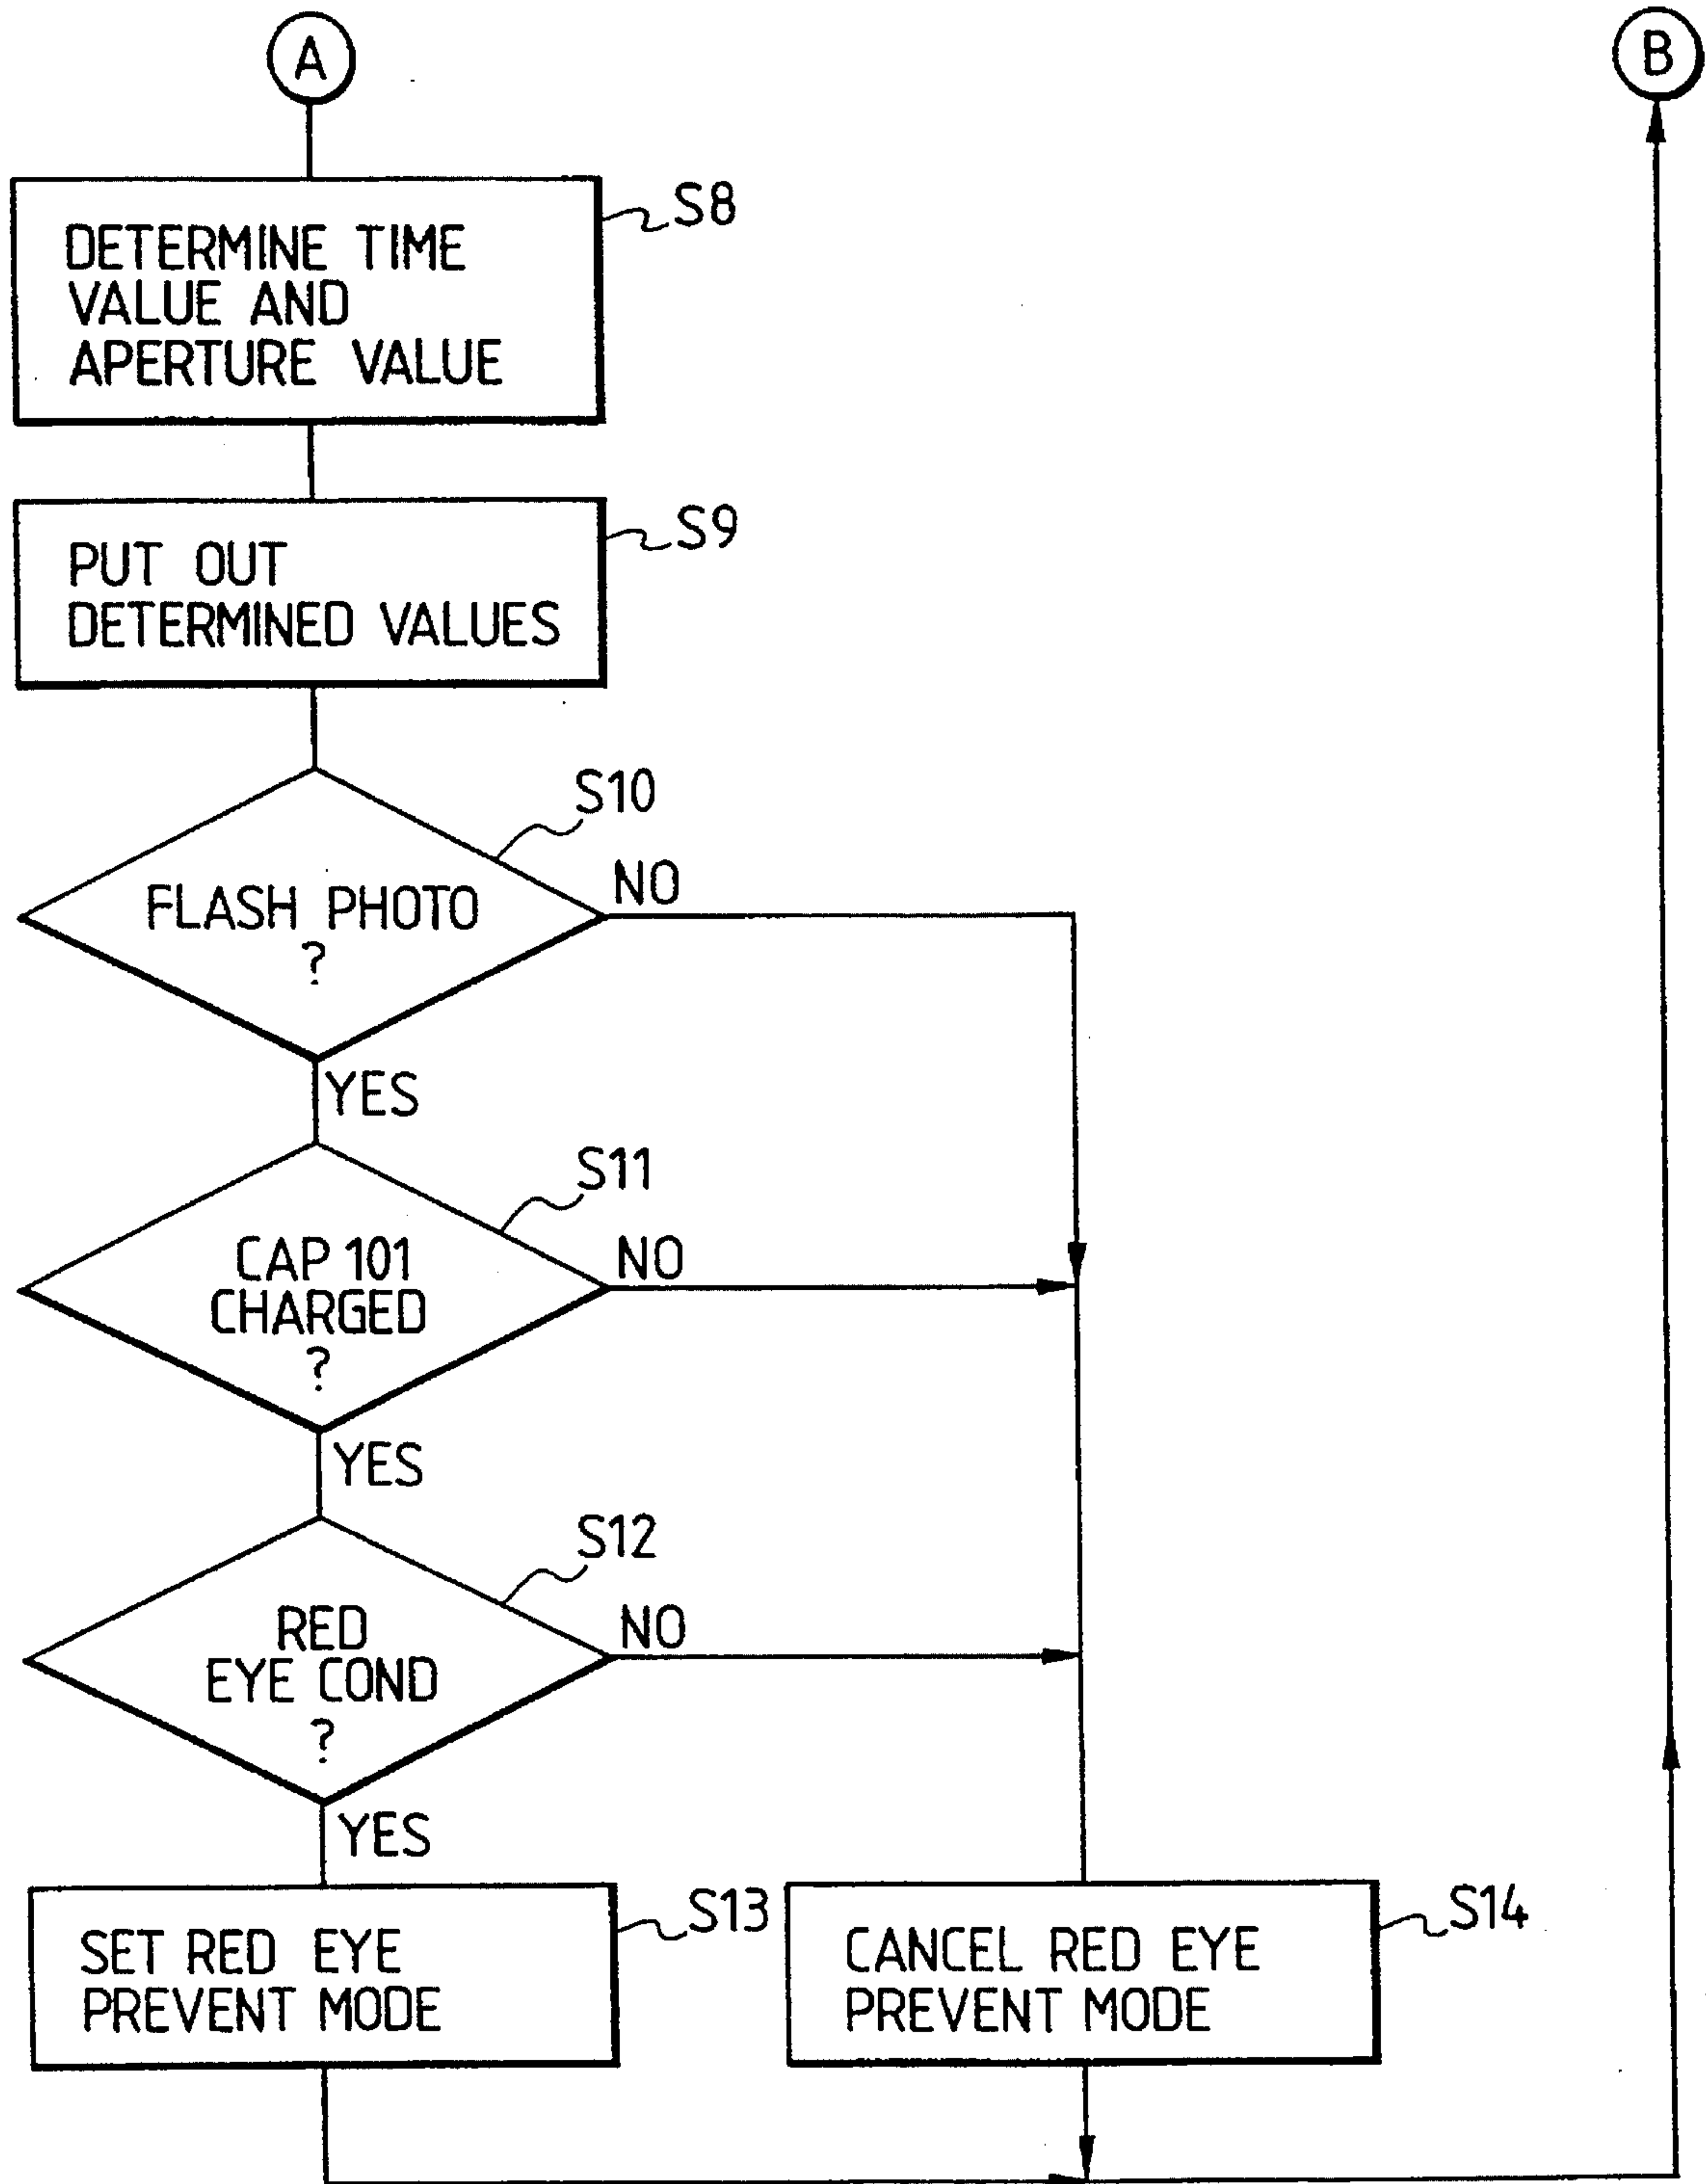 A
B
S8
DETERMINE TIME
VALUE AND
APERTURE VALUE
S9
PUT OUT
DETERMINED VALUES
S10
FLASH PHOTO
?
NO
YES
S11
CAP 101
CHARGED
?
NO
YES
S12
RED
EYE COND
?
NO
YES
S13
SET RED EYE
PREVENT MODE
S14
CANCEL RED EYE
PREVENT MODE